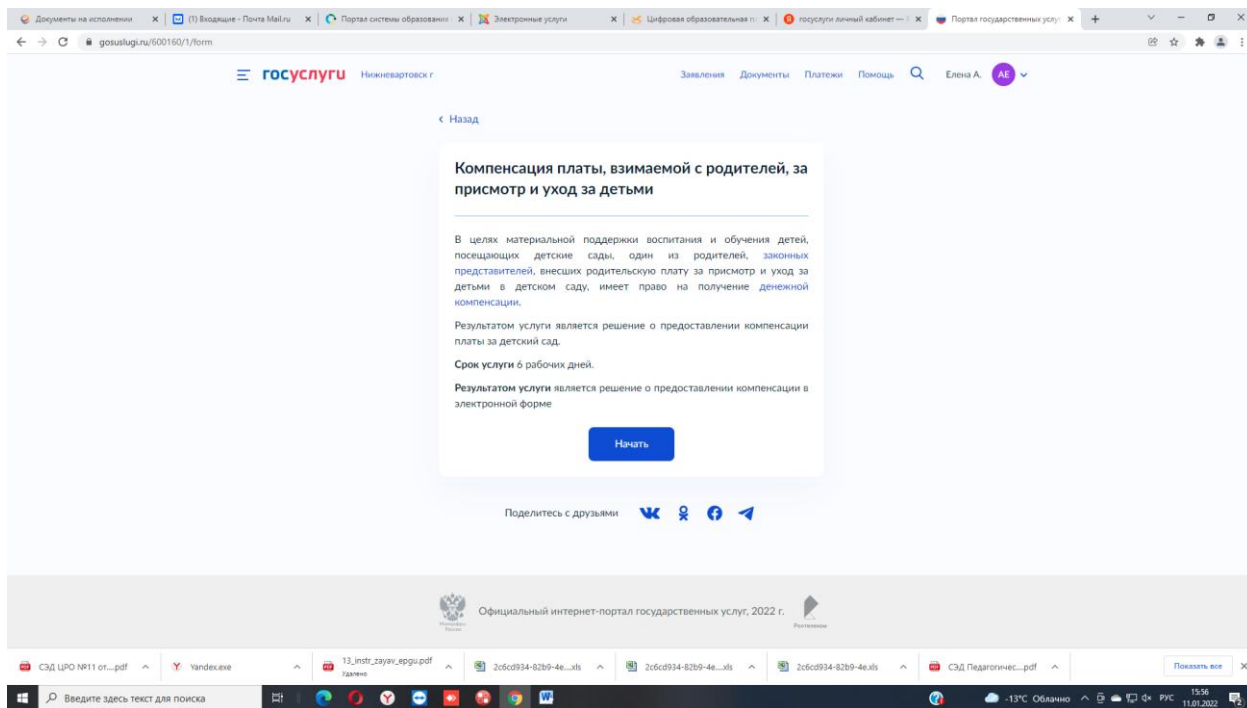 Документы на исполнении
(1) Входящие - Почта Mail.ru
Портал системы образования
Электронные услуги
Цифровая образовательная п
госуслуги личный кабинет —
Портал государственных услу
gosuslugi.ru/600160/1/form
госуслуги Нижневартовск г
Заявления Документы Платежи Помощь Елена А. АЕ
Назад
Компенсация платы, взимаемой с родителей, за
присмотр и уход за детьми
В целях материальной поддержки воспитания и обучения детей,
посещающих детские сады, один из родителей, законных
представителей, внесших родительскую плату за присмотр и уход за
детьми в детском саду, имеет право на получение денежной
компенсации.
Результатом услуги является решение о предоставлении компенсации
платы за детский сад.
Срок услуги 6 рабочих дней.
Результатом услуги является решение о предоставлении компенсации в
электронной форме
Начать
Поделитесь с друзьями
Официальный интернет-портал государственных услуг, 2022 г.
Минцифры
России
Ростелеком
СЭД ЦРО №11 от....pdf
Yandex.exe
13_instr_zayav_epgu.pdf
Удалено
2c6cd934-82b9-4e....xls
2c6cd934-82b9-4e....xls
2c6cd934-82b9-4e.xls
СЭД Педагогичес....pdf
Показать все
Введите здесь текст для поиска
-13°C Облачно
РУС
15:56
11.01.2022